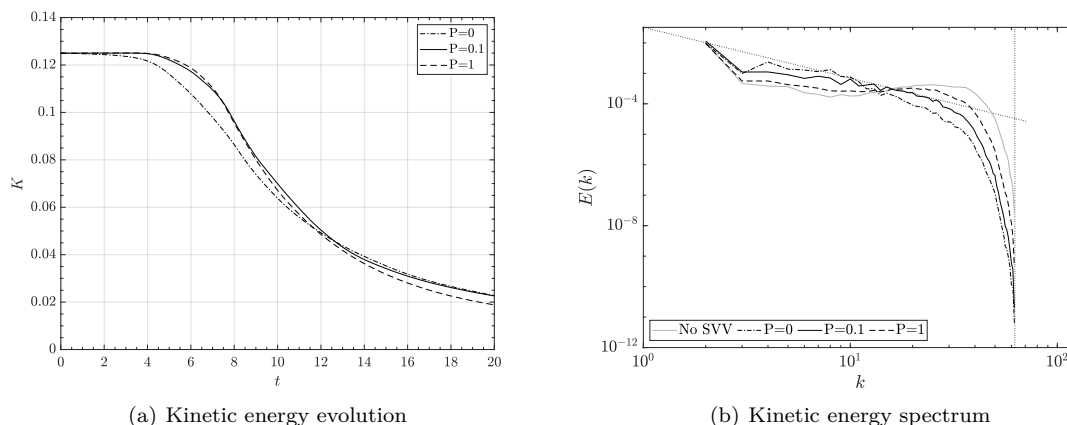 0.14
0.12
0.1
0.08
0.06
0.04
0.02
0
K
0 2 4 6 8 10 12 14 16 18 20
t
P=0
P=0.1
P=1
(a) Kinetic energy evolution
10^-4
10^-8
10^-12
E(k)
No SVV P=0 P=0.1 P=1
10^0 10^1 10^2
k
(b) Kinetic energy spectrum